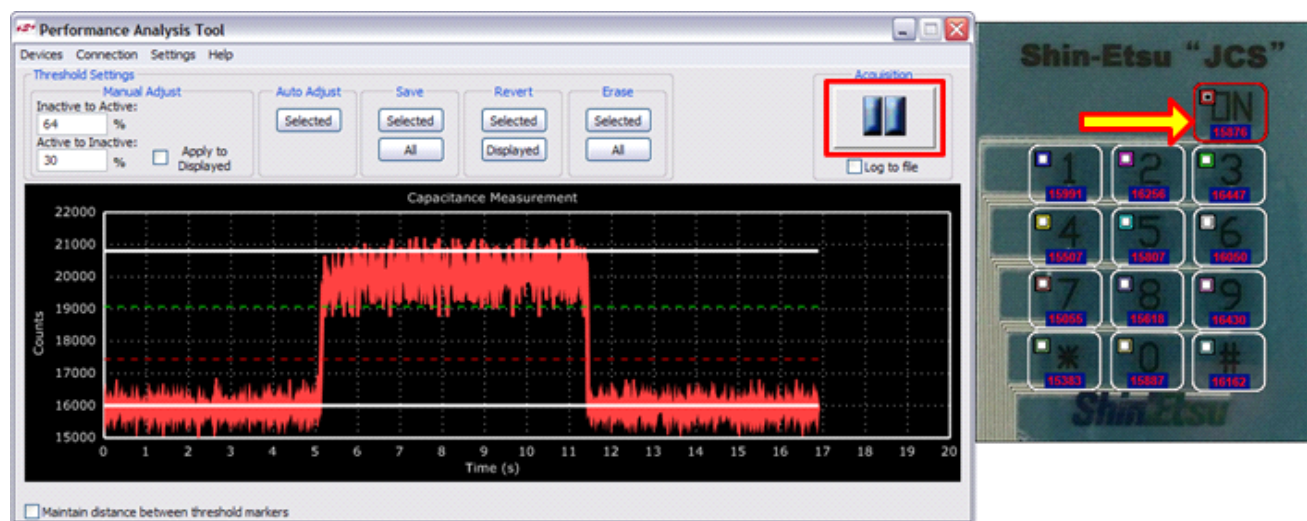 Performance Analysis Tool
Devices Connection Settings Help
Threshold Settings
Manual Adjust
Inactive to Active:
64 %
Active to Inactive:
30 %
Apply to
Displayed
Auto Adjust
Selected
Save
Selected
All
Revert
Selected
Displayed
Erase
Selected
All
Acquisition
Log to file
Capacitance Measurement
Counts
22000
21000
20000
19000
18000
17000
16000
15000
0 1 2 3 4 5 6 7 8 9 10 11 12 13 14 15 16 17 18 19 20
Time (s)
Maintain distance between threshold markers
Shin-Etsu "JCS"
ON
15876
1 2 3
15991 16256 16447
4 5 6
15507 15807 16050
7 8 9
15055 15618 16430
* 0 #
15383 15887 16162
Shin-Etsu